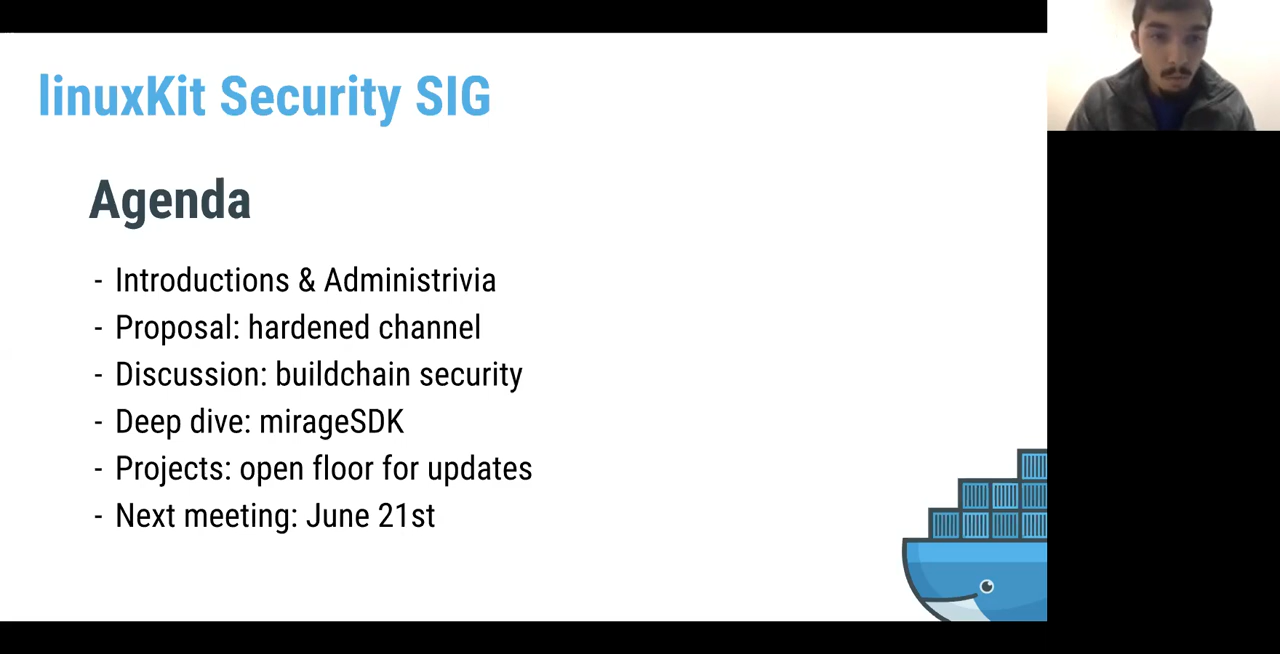 linuxKit Security SIG
Agenda
- Introductions & Administrivia
- Proposal: hardened channel
- Discussion: buildchain security
- Deep dive: mirageSDK
- Projects: open floor for updates
- Next meeting: June 21st